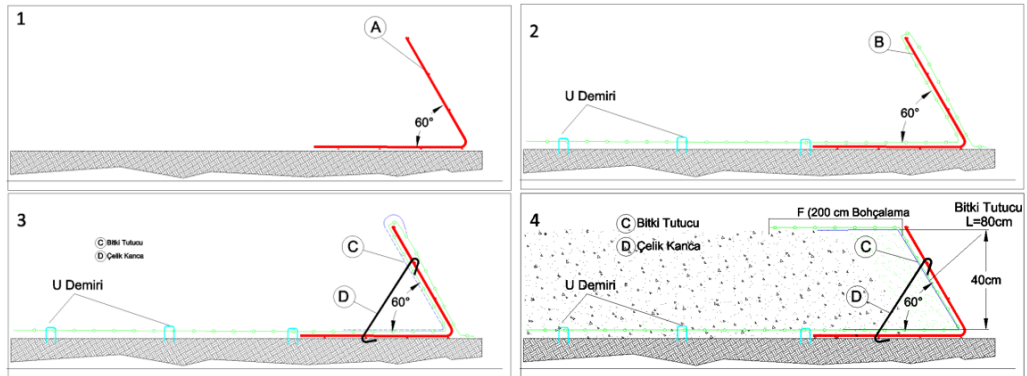 1
A
60°
2
B
U Demiri
60°
3
C Bitki Tutucu
D Çelik Kanca
C
U Demiri
D
60°
4
F (200 cm Bohçalama
Bitki Tutucu
L=80cm
C Bitki Tutucu
D Çelik Kanca
C
U Demiri
D
60°
40cm